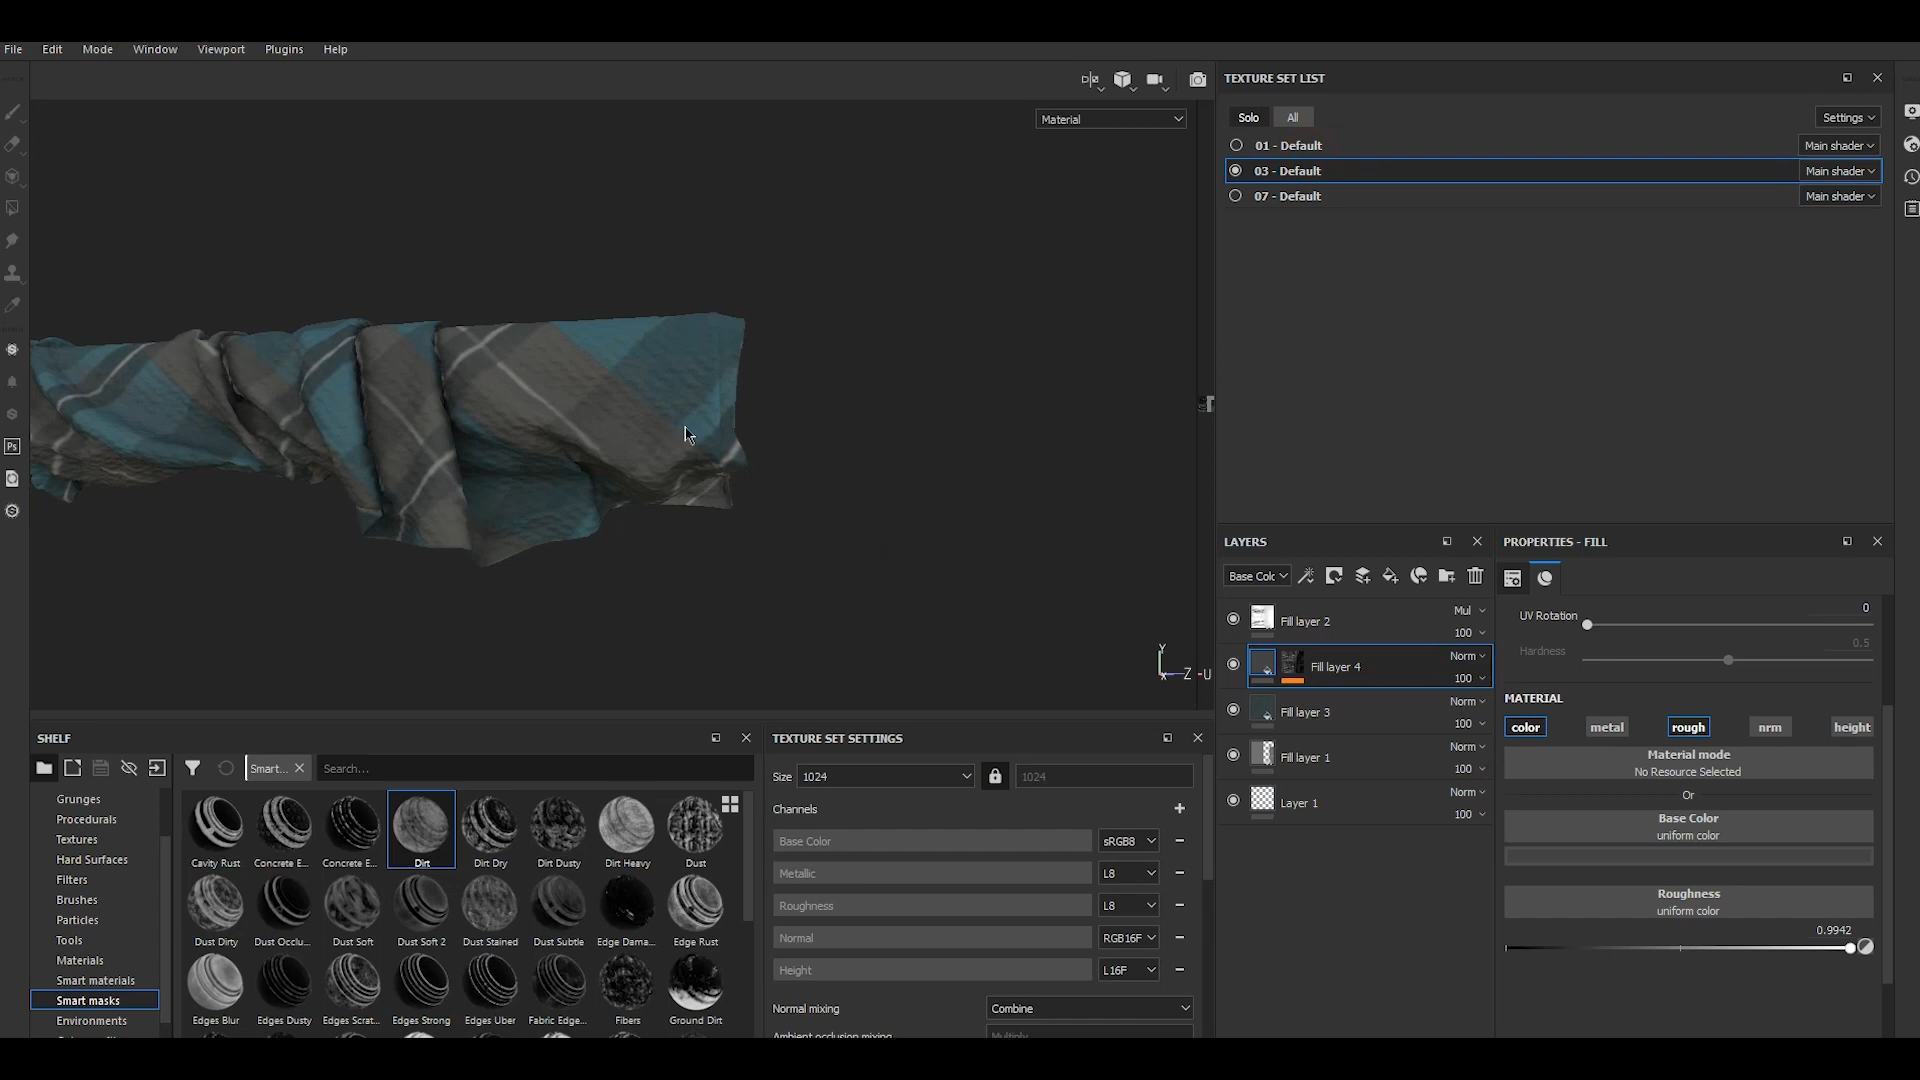 File Edit Mode Window Viewport Plugins Help
Material
Y
Z
X
-U
Ps
TEXTURE SET LIST
Solo All Settings
01 - Default Main shader
03 - Default Main shader
07 - Default Main shader
LAYERS
Base Colc
Fill layer 2 Mul 100
Fill layer 4 Norm 100
Fill layer 3 Norm 100
Fill layer 1 Norm 100
Layer 1 Norm 100
PROPERTIES - FILL
UV Rotation 0
Hardness 0.5
MATERIAL
color metal rough nrm height
Material mode
No Resource Selected
Or
Base Color
uniform color
Roughness
uniform color
0.9942
SHELF
Smart... Search...
Grunges
Procedurals
Textures
Hard Surfaces
Filters
Brushes
Particles
Tools
Materials
Smart materials
Smart masks
Environments
Cavity Rust Concrete E... Concrete E... Dirt Dirt Dry Dirt Dusty Dirt Heavy Dust
Dust Dirty Dust Occlu... Dust Soft Dust Soft 2 Dust Stained Dust Subtle Edge Dama... Edge Rust
Edges Blur Edges Dusty Edges Scrat... Edges Strong Edges Uber Fabric Edge... Fibers Ground Dirt
TEXTURE SET SETTINGS
Size 1024 1024
Channels
Base Color sRGB8
Metallic L8
Roughness L8
Normal RGB16F
Height L16F
Normal mixing Combine
Ambient occlusion mixing Multiply